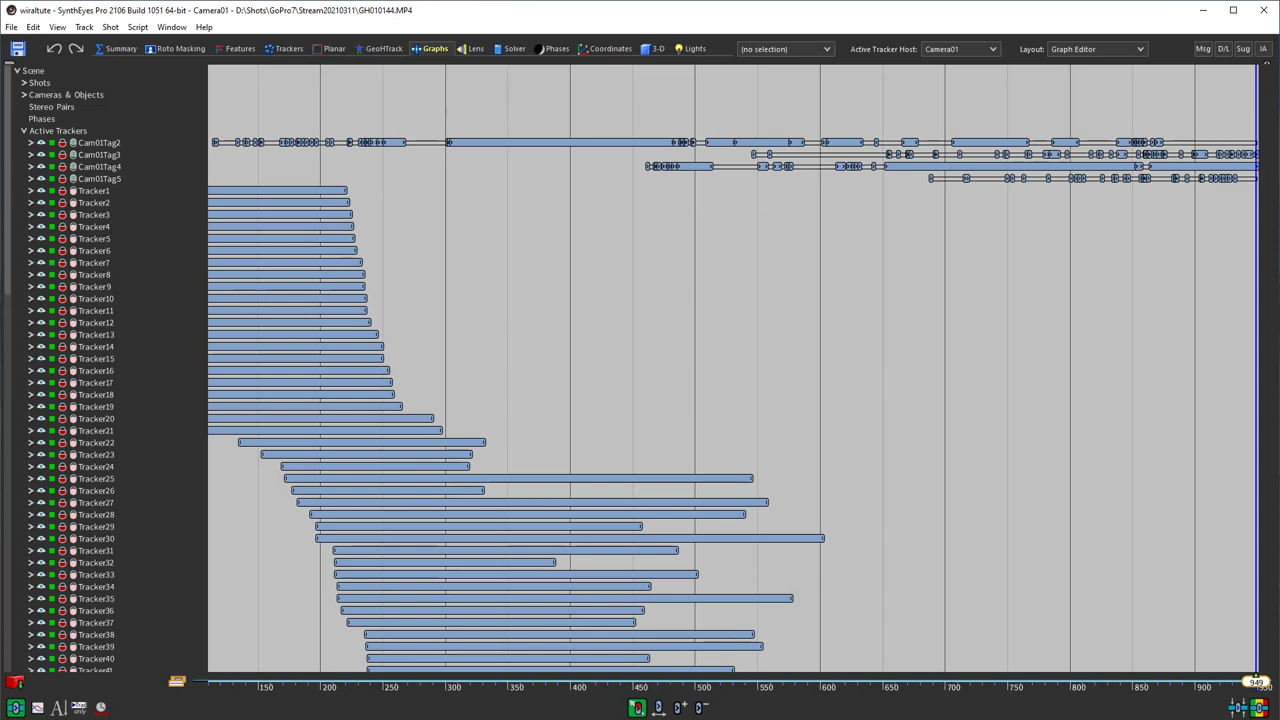 wiraltute - SynthEyes Pro 2106 Build 1051 64-bit - Camera01 - D:\Shots\GoPro7\Stream20210311\GH010144.MP4
File Edit View Track Shot Script Window Help
Summary Roto Masking Features Trackers Planar GeoHTrack Graphs Lens Solver Phases Coordinates 3-D Lights (no selection) Active Tracker Host: Camera01 Layout: Graph Editor Msg D/L Sug IA
Scene
Shots
Cameras & Objects
Stereo Pairs
Phases
Active Trackers
Cam01Tag2
Cam01Tag3
Cam01Tag4
Cam01Tag5
Tracker1
Tracker2
Tracker3
Tracker4
Tracker5
Tracker6
Tracker7
Tracker8
Tracker9
Tracker10
Tracker11
Tracker12
Tracker13
Tracker14
Tracker15
Tracker16
Tracker17
Tracker18
Tracker19
Tracker20
Tracker21
Tracker22
Tracker23
Tracker24
Tracker25
Tracker26
Tracker27
Tracker28
Tracker29
Tracker30
Tracker31
Tracker32
Tracker33
Tracker34
Tracker35
Tracker36
Tracker37
Tracker38
Tracker39
Tracker40
Tracker41
150 200 250 300 350 400 450 500 550 600 650 700 750 800 850 900 949